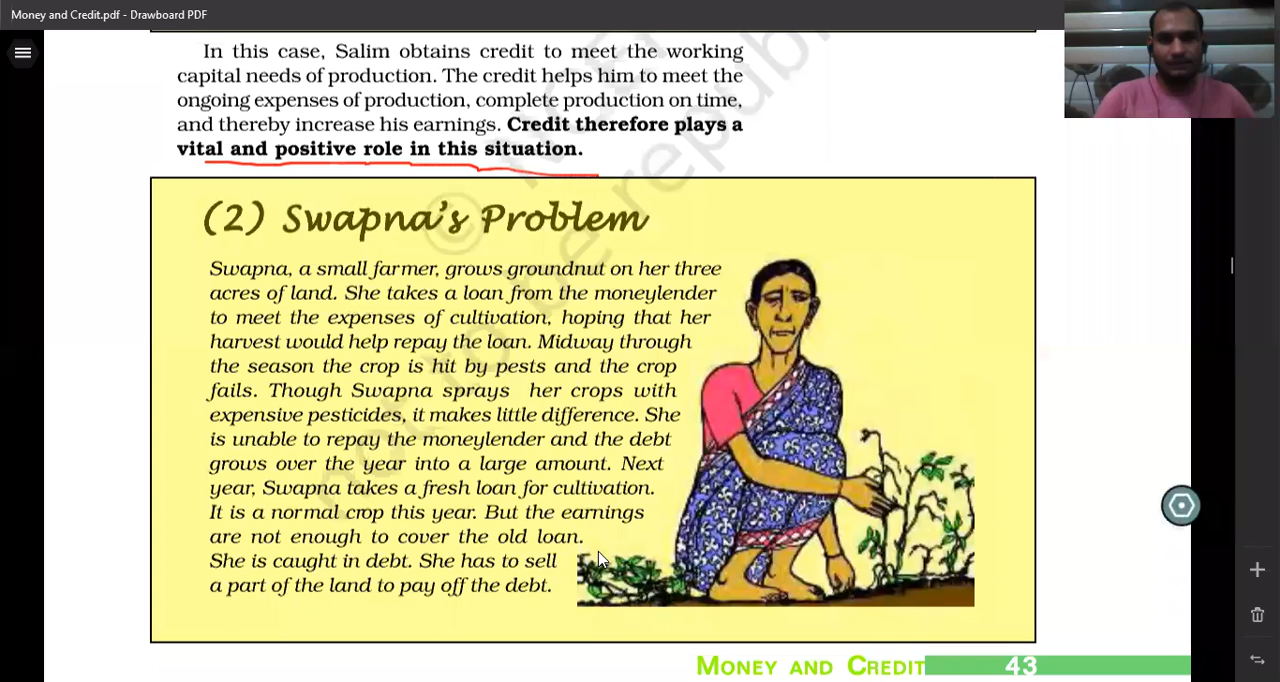 Money and Credit.pdf - Drawboard PDF
In this case, Salim obtains credit to meet the working
capital needs of production. The credit helps him to meet the
ongoing expenses of production, complete production on time,
and thereby increase his earnings. Credit therefore plays a
vital and positive role in this situation.
(2) Swapna's Problem
Swapna, a small farmer, grows groundnut on her three
acres of land. She takes a loan from the moneylender
to meet the expenses of cultivation, hoping that her
harvest would help repay the loan. Midway through
the season the crop is hit by pests and the crop
fails. Though Swapna sprays her crops with
expensive pesticides, it makes little difference. She
is unable to repay the moneylender and the debt
grows over the year into a large amount. Next
year, Swapna takes a fresh loan for cultivation.
It is a normal crop this year. But the earnings
are not enough to cover the old loan.
She is caught in debt. She has to sell
a part of the land to pay off the debt.
MONEY AND CREDIT 43